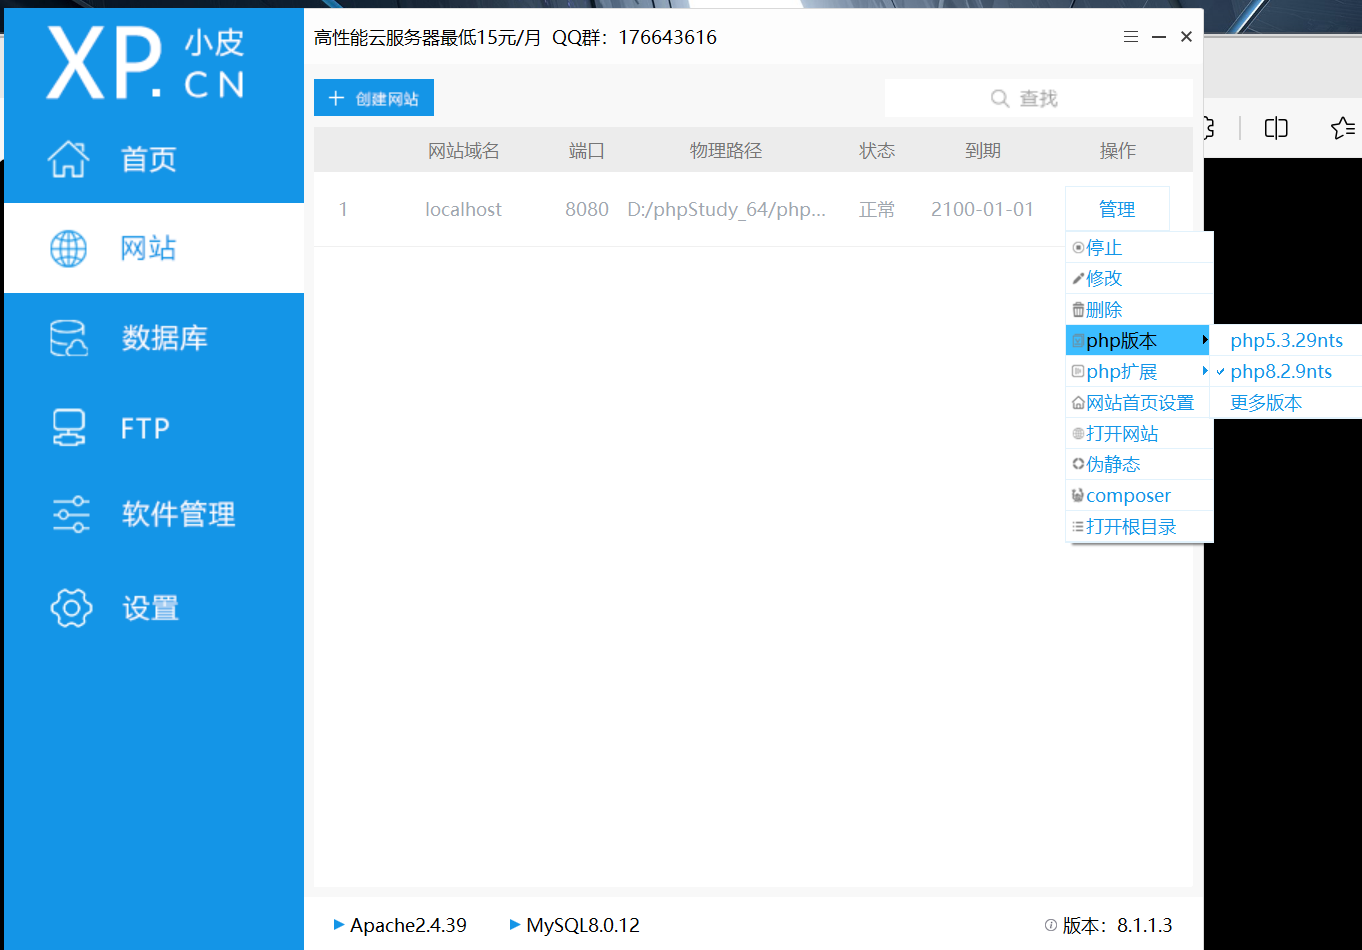 XP.小皮CN
高性能云服务器最低15元/月 QQ群：176643616
首页
网站
数据库
FTP
软件管理
设置
创建网站
查找
网站域名 端口 物理路径 状态 到期 操作
1 localhost 8080 D:/phpStudy_64/php... 正常 2100-01-01 管理
停止
修改
删除
php版本
php扩展
网站首页设置
打开网站
伪静态
composer
打开根目录
php5.3.29nts
php8.2.9nts
更多版本
Apache2.4.39 MySQL8.0.12 版本：8.1.1.3